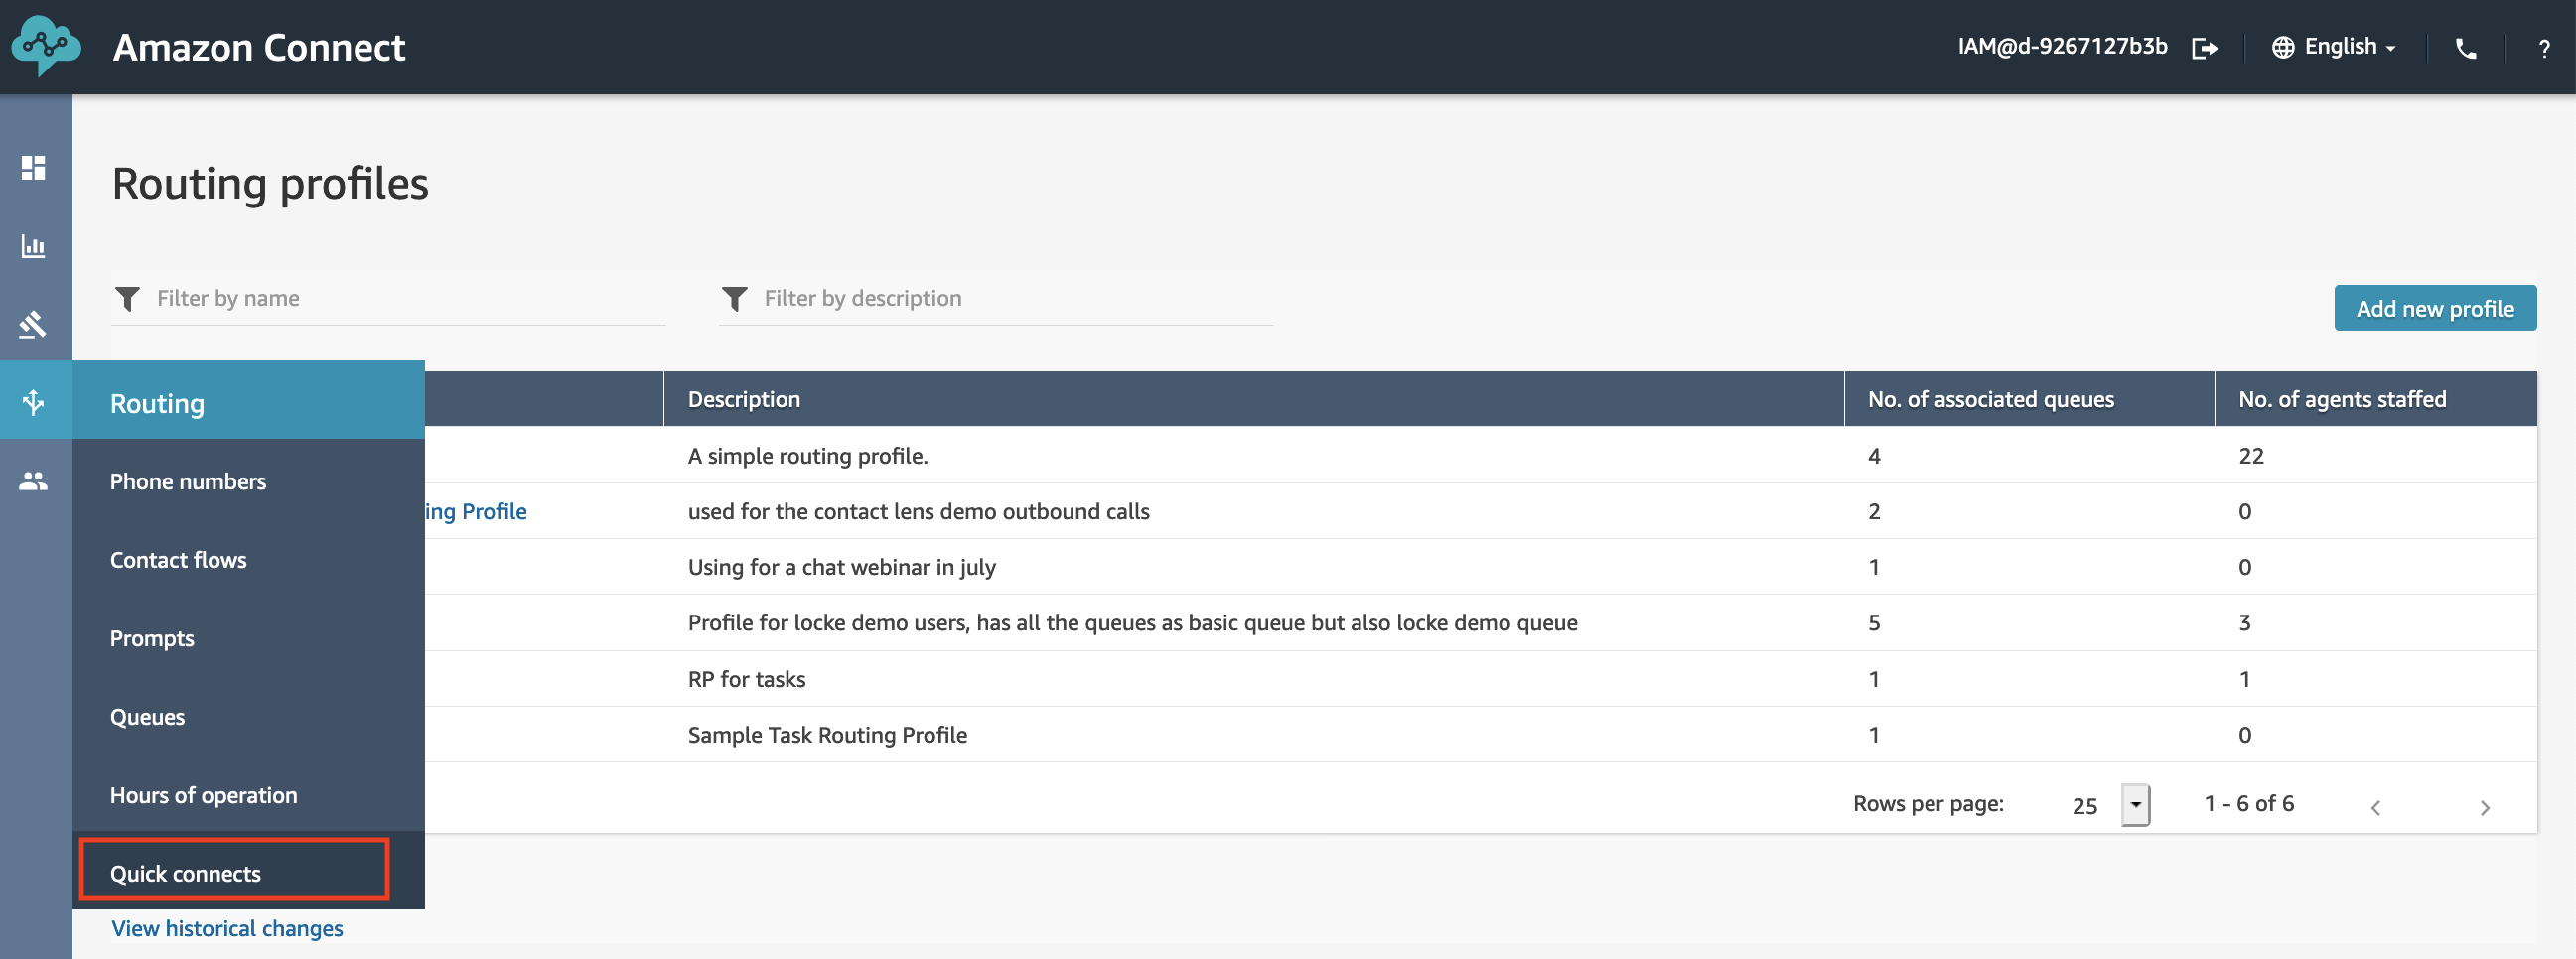 Amazon Connect
IAM@d-9267127b3b
English
?
Routing profiles
Filter by name
Filter by description
Add new profile
Routing
Phone numbers
Contact flows
Prompts
Queues
Hours of operation
Quick connects
Description No. of associated queues No. of agents staffed
A simple routing profile. 4 22
ing Profile used for the contact lens demo outbound calls 2 0
Using for a chat webinar in july 1 0
Profile for locke demo users, has all the queues as basic queue but also locke demo queue 5 3
RP for tasks 1 1
Sample Task Routing Profile 1 0
Rows per page: 25 1 - 6 of 6
View historical changes